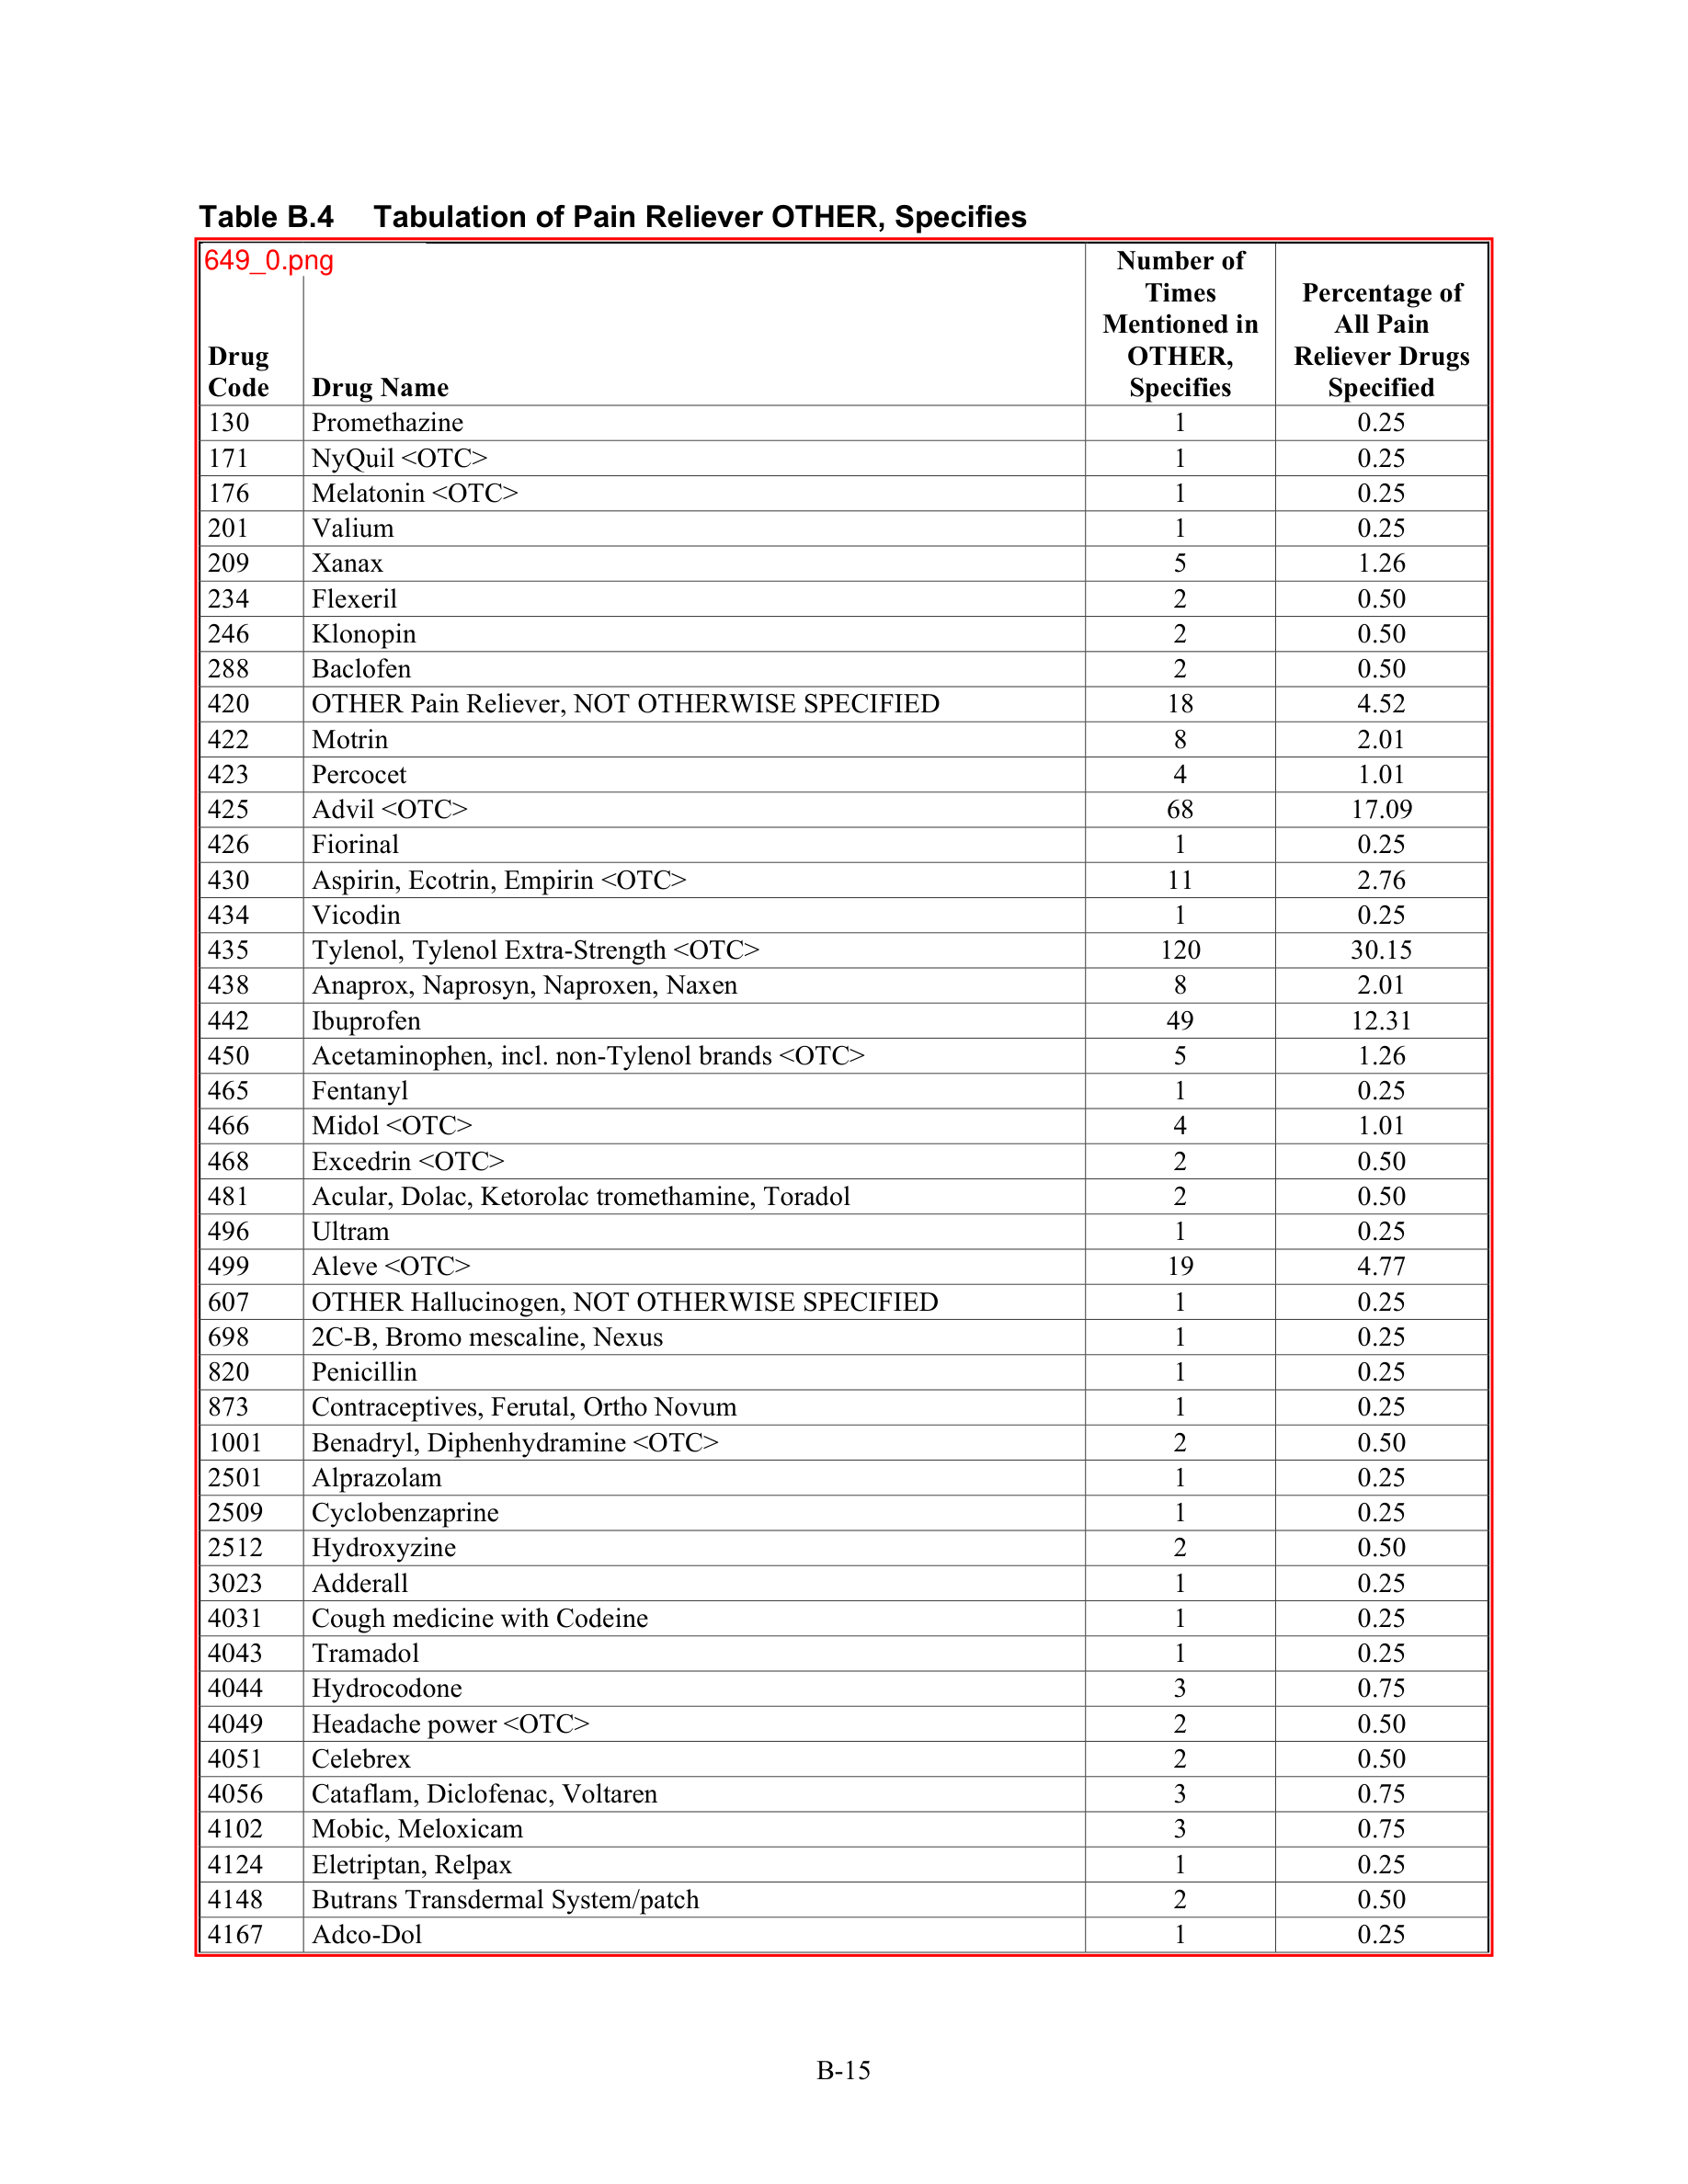 Table B.4 Tabulation of Pain Reliever OTHER, Specifies
649_0.png
Drug Code Drug Name Number of Times Mentioned in OTHER, Specifies Percentage of All Pain Reliever Drugs Specified
130 Promethazine 1 0.25
171 NyQuil <OTC> 1 0.25
176 Melatonin <OTC> 1 0.25
201 Valium 1 0.25
209 Xanax 5 1.26
234 Flexeril 2 0.50
246 Klonopin 2 0.50
288 Baclofen 2 0.50
420 OTHER Pain Reliever, NOT OTHERWISE SPECIFIED 18 4.52
422 Motrin 8 2.01
423 Percocet 4 1.01
425 Advil <OTC> 68 17.09
426 Fiorinal 1 0.25
430 Aspirin, Ecotrin, Empirin <OTC> 11 2.76
434 Vicodin 1 0.25
435 Tylenol, Tylenol Extra-Strength <OTC> 120 30.15
438 Anaprox, Naprosyn, Naproxen, Naxen 8 2.01
442 Ibuprofen 49 12.31
450 Acetaminophen, incl. non-Tylenol brands <OTC> 5 1.26
465 Fentanyl 1 0.25
466 Midol <OTC> 4 1.01
468 Excedrin <OTC> 2 0.50
481 Acular, Dolac, Ketorolac tromethamine, Toradol 2 0.50
496 Ultram 1 0.25
499 Aleve <OTC> 19 4.77
607 OTHER Hallucinogen, NOT OTHERWISE SPECIFIED 1 0.25
698 2C-B, Bromo mescaline, Nexus 1 0.25
820 Penicillin 1 0.25
873 Contraceptives, Ferutal, Ortho Novum 1 0.25
1001 Benadryl, Diphenhydramine <OTC> 2 0.50
2501 Alprazolam 1 0.25
2509 Cyclobenzaprine 1 0.25
2512 Hydroxyzine 2 0.50
3023 Adderall 1 0.25
4031 Cough medicine with Codeine 1 0.25
4043 Tramadol 1 0.25
4044 Hydrocodone 3 0.75
4049 Headache power <OTC> 2 0.50
4051 Celebrex 2 0.50
4056 Cataflam, Diclofenac, Voltaren 3 0.75
4102 Mobic, Meloxicam 3 0.75
4124 Eletriptan, Relpax 1 0.25
4148 Butrans Transdermal System/patch 2 0.50
4167 Adco-Dol 1 0.25
B-15